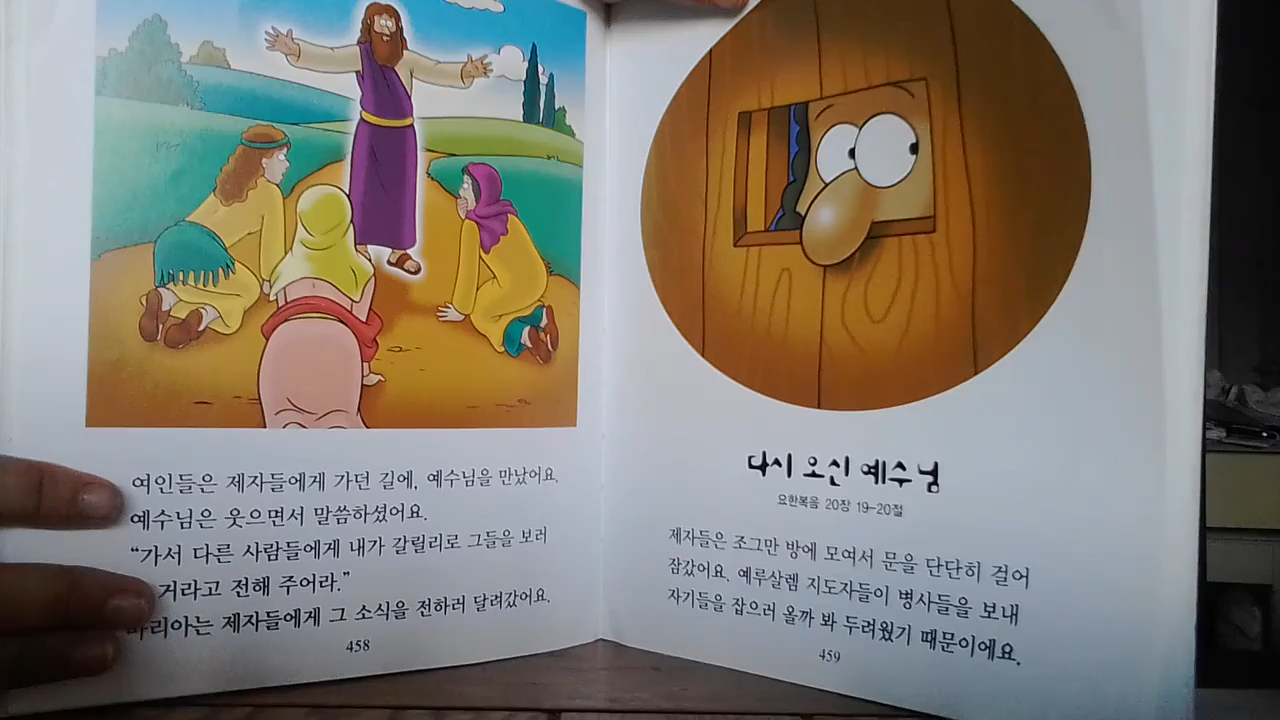 여인들은 제자들에게 가던 길에, 예수님을 만났어요.
예수님은 웃으면서 말씀하셨어요.
“가서 다른 사람들에게 내가 갈릴리로 그들을 보러
거라고 전해 주어라.”
마리아는 제자들에게 그 소식을 전하러 달려갔어요.
458
다시 오신 예수님
요한복음 20장 19-20절
제자들은 조그만 방에 모여서 문을 단단히 걸어
잠갔어요. 예루살렘 지도자들이 병사들을 보내
자기들을 잡으러 올까 봐 두려웠기 때문이에요.
459